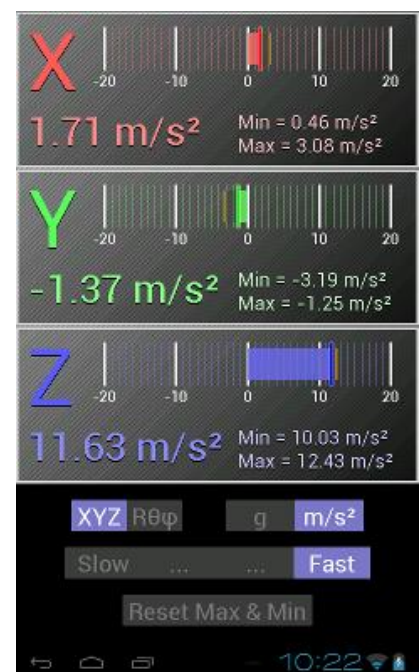 X
-20 -10 0 10 20
1.71 m/s² Min = 0.46 m/s²
Max = 3.08 m/s²
Y
-20 -10 0 10 20
-1.37 m/s² Min = -3.19 m/s²
Max = -1.25 m/s²
Z
-20 -10 0 10 20
11.63 m/s² Min = 10.03 m/s²
Max = 12.43 m/s²
XYZ Rθφ g m/s²
Slow ... ... Fast
Reset Max & Min
10:22